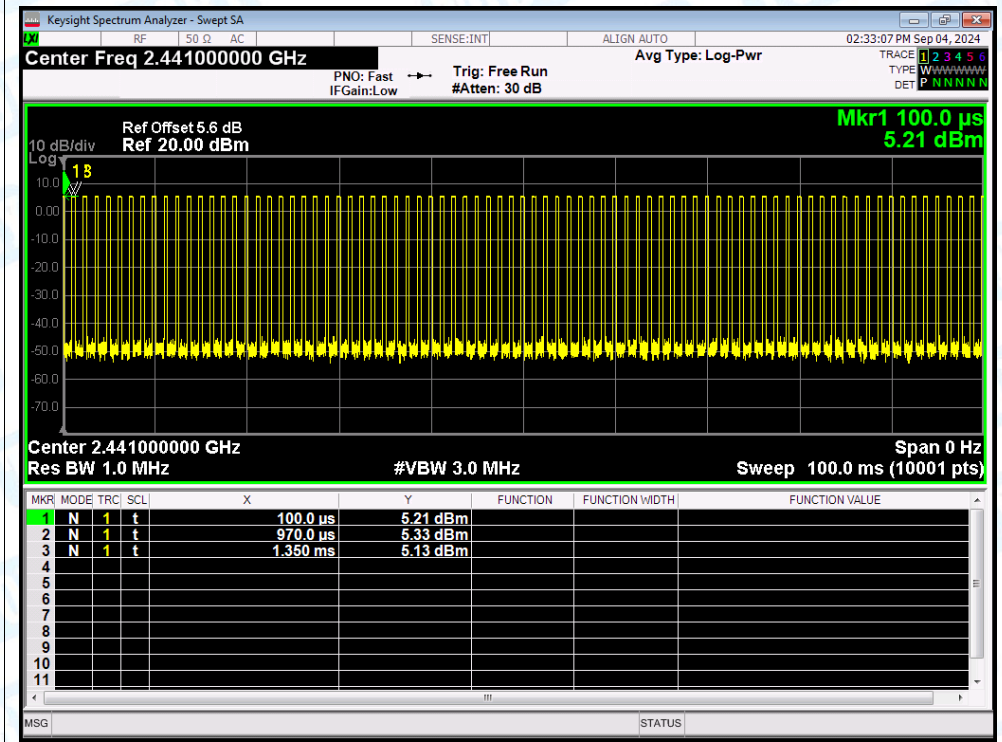 Keysight Spectrum Analyzer - Swept SA
LXI RF 50 Ω AC SENSE:INT ALIGN AUTO 02:33:07 PM Sep 04, 2024
Center Freq 2.441000000 GHz
PNO: Fast
IFGain:Low
Trig: Free Run
#Atten: 30 dB
Avg Type: Log-Pwr
TRACE 1 2 3 4 5 6
TYPE WWWWWW
DET P N N N N N
Mkr1 100.0 µs
5.21 dBm
Ref Offset 5.6 dB
10 dB/div Ref 20.00 dBm
Log
1 3
10.0
0.00
-10.0
-20.0
-30.0
-40.0
-50.0
-60.0
-70.0
Center 2.441000000 GHz Span 0 Hz
Res BW 1.0 MHz #VBW 3.0 MHz Sweep 100.0 ms (10001 pts)
MKR MODE TRC SCL X Y FUNCTION FUNCTION WIDTH FUNCTION VALUE
1 N 1 t 100.0 µs 5.21 dBm
2 N 1 t 970.0 µs 5.33 dBm
3 N 1 t 1.350 ms 5.13 dBm
4
5
6
7
8
9
10
11
MSG STATUS